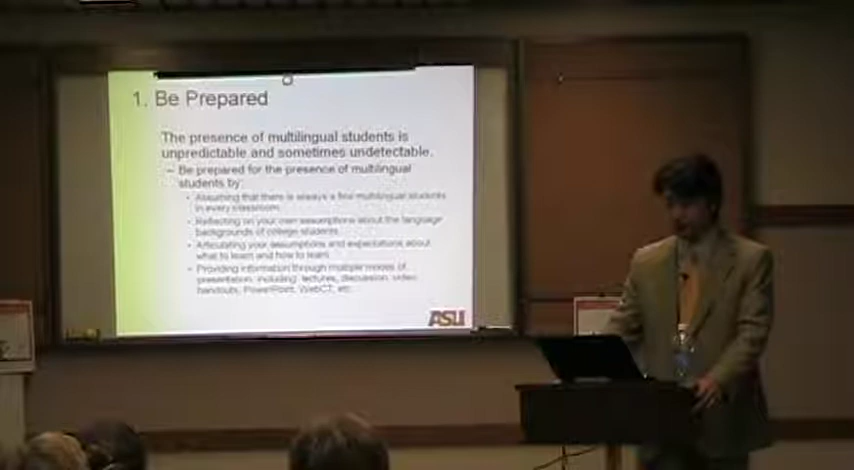 1. Be Prepared
The presence of multilingual students is
unpredictable and sometimes undetectable.
– Be prepared for the presence of multilingual
students by:
• Assuming that there is always a few multilingual students
in every classroom.
• Reflecting on your own assumptions about the language
backgrounds of college students.
• Articulating your assumptions and expectations about
what to learn and how to learn.
• Providing information through multiple modes of
presentation, including: lectures, discussion, video
handouts, PowerPoint, WebCT, etc.
ASU